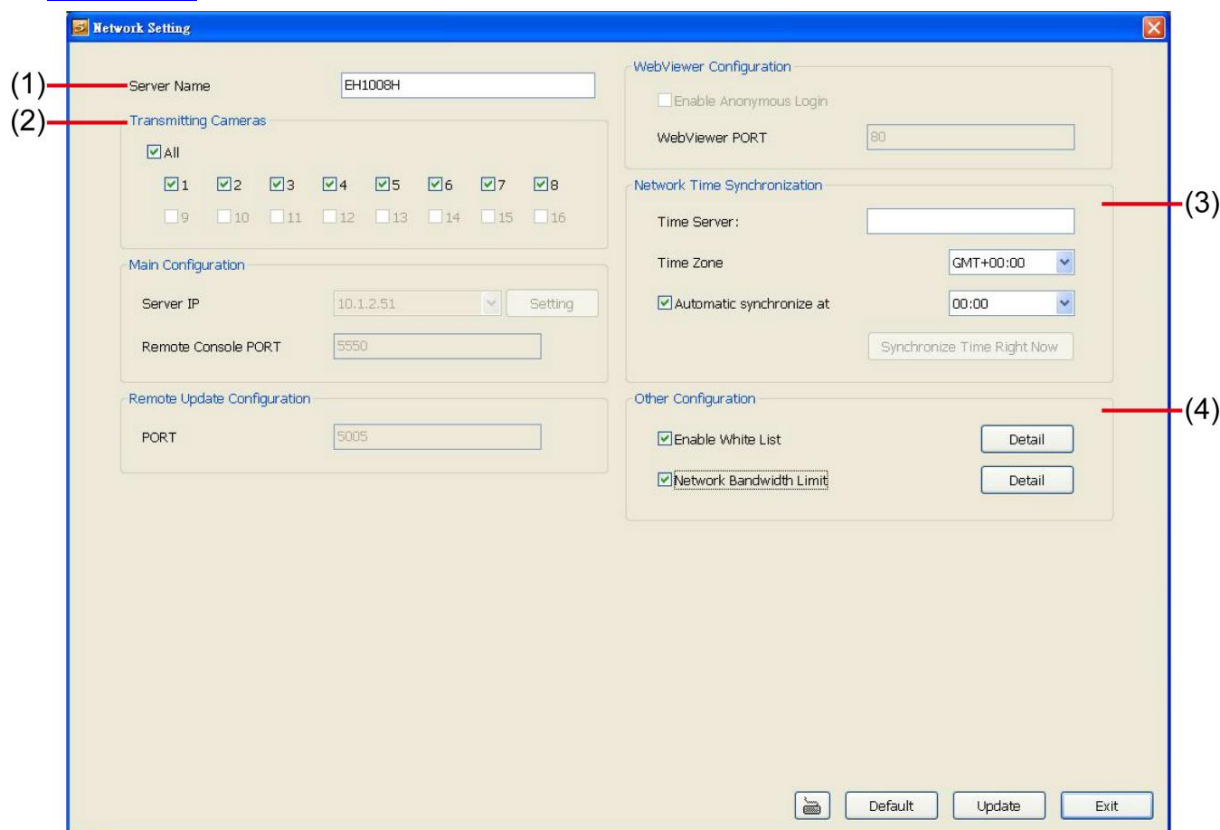 Network Setting
(1)
Server Name
EH1008H
(2)
Transmitting Cameras
All
1 2 3 4 5 6 7 8
9 10 11 12 13 14 15 16
Main Configuration
Server IP 10.1.2.51 Setting
Remote Console PORT 5550
Remote Update Configuration
PORT 5005
WebViewer Configuration
Enable Anonymous Login
WebViewer PORT 80
Network Time Synchronization
(3)
Time Server:
Time Zone GMT+00:00
Automatic synchronize at 00:00
Synchronize Time Right Now
Other Configuration
(4)
Enable White List Detail
Network Bandwidth Limit Detail
Default Update Exit